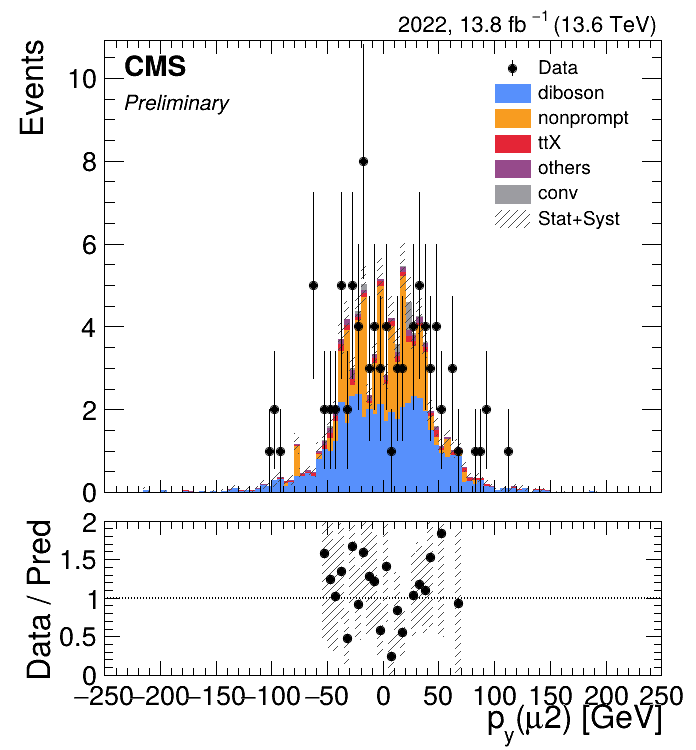 2022, 13.8 fb⁻¹ (13.6 TeV)
CMS
Preliminary
Data
diboson
nonprompt
ttX
others
conv
Stat+Syst
Events
10
8
6
4
2
0
Data / Pred
2
1.5
1
0.5
0
−250 −200 −150 −100 −50 0 50 100 150 200 250
p_y(μ2) [GeV]